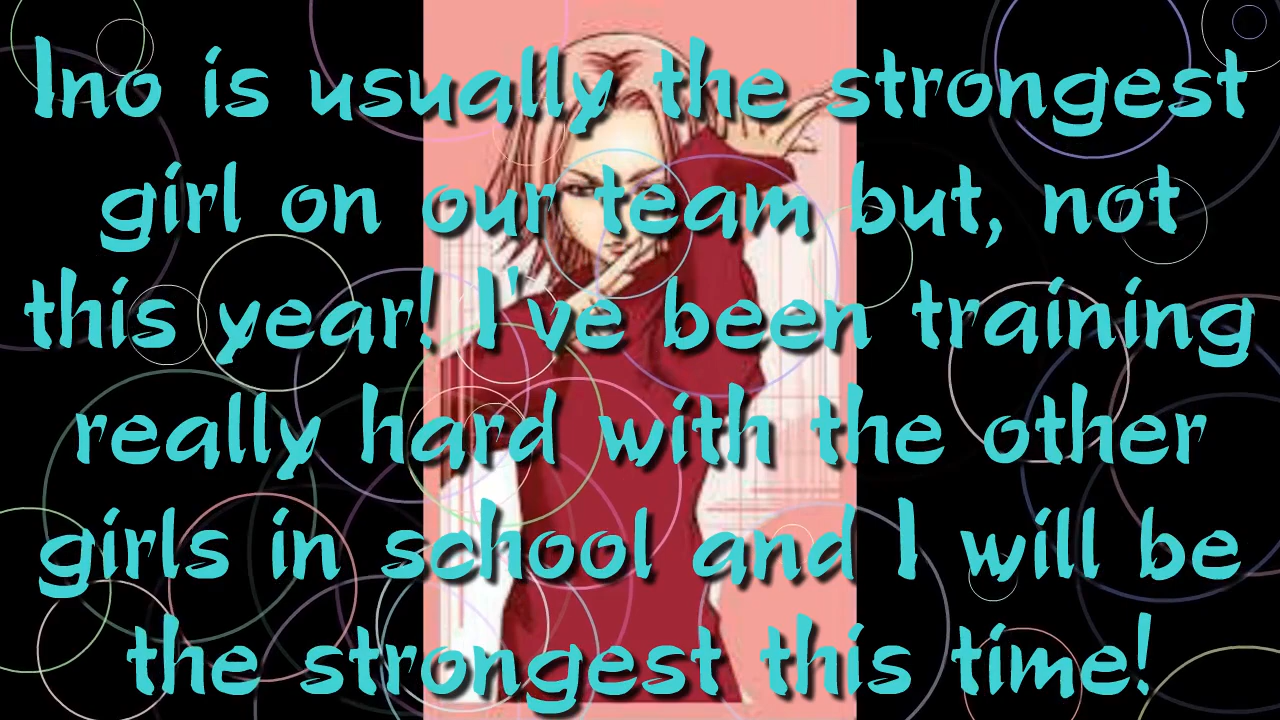 Ino is usually the strongest
girl on our team but, not
this year! I've been training
really hard with the other
girls in school and I will be
the strongest this time!